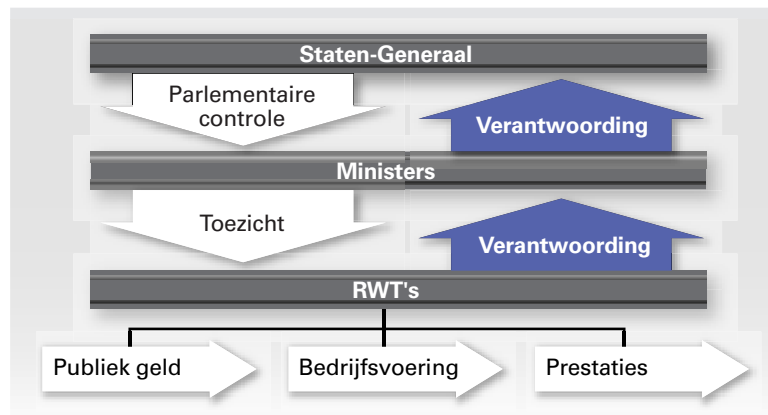 Staten-Generaal
Parlementaire
controle
Verantwoording
Ministers
Toezicht
Verantwoording
RWT's
Publiek geld
Bedrijfsvoering
Prestaties